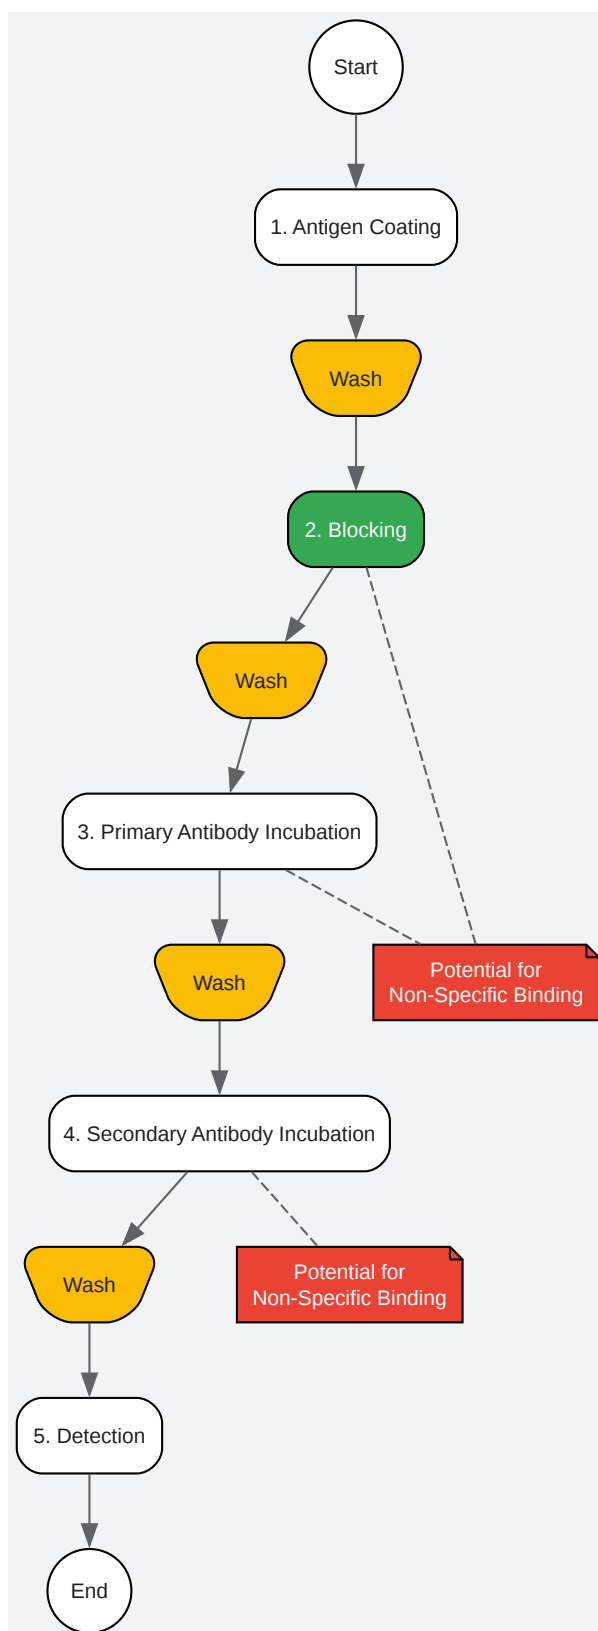 Start
1. Antigen Coating
Wash
2. Blocking
Wash
3. Primary Antibody Incubation
Wash
Potential for
Non-Specific Binding
4. Secondary Antibody Incubation
Wash
Potential for
Non-Specific Binding
5. Detection
End